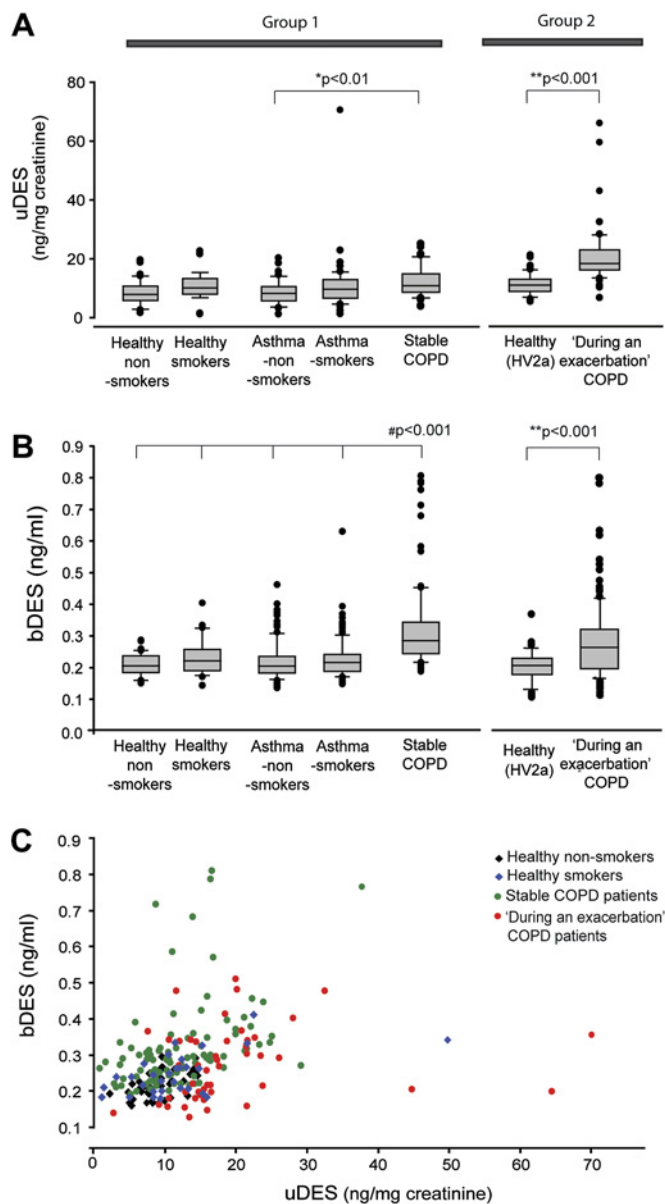 A
Group 1
Group 2
*p<0.01
**p<0.001
uDES
(ng/mg creatinine)
80
60
40
20
0
Healthy
non
-smokers
Healthy
smokers
Asthma
-non
-smokers
Asthma
-smokers
Stable
COPD
Healthy
(HV2a)
'During an
exacerbation'
COPD
B
#p<0.001
**p<0.001
bDES (ng/ml)
0.9
0.8
0.7
0.6
0.5
0.4
0.3
0.2
0.1
0.0
Healthy
non
-smokers
Healthy
smokers
Asthma
-non
-smokers
Asthma
-smokers
Stable
COPD
Healthy
(HV2a)
'During an
exacerbation'
COPD
C
Healthy non-smokers
Healthy smokers
Stable COPD patients
'During an exacerbation'
COPD patients
bDES (ng/ml)
0.9
0.8
0.7
0.6
0.5
0.4
0.3
0.2
0.1
0 10 20 30 40 50 60 70
uDES (ng/mg creatinine)